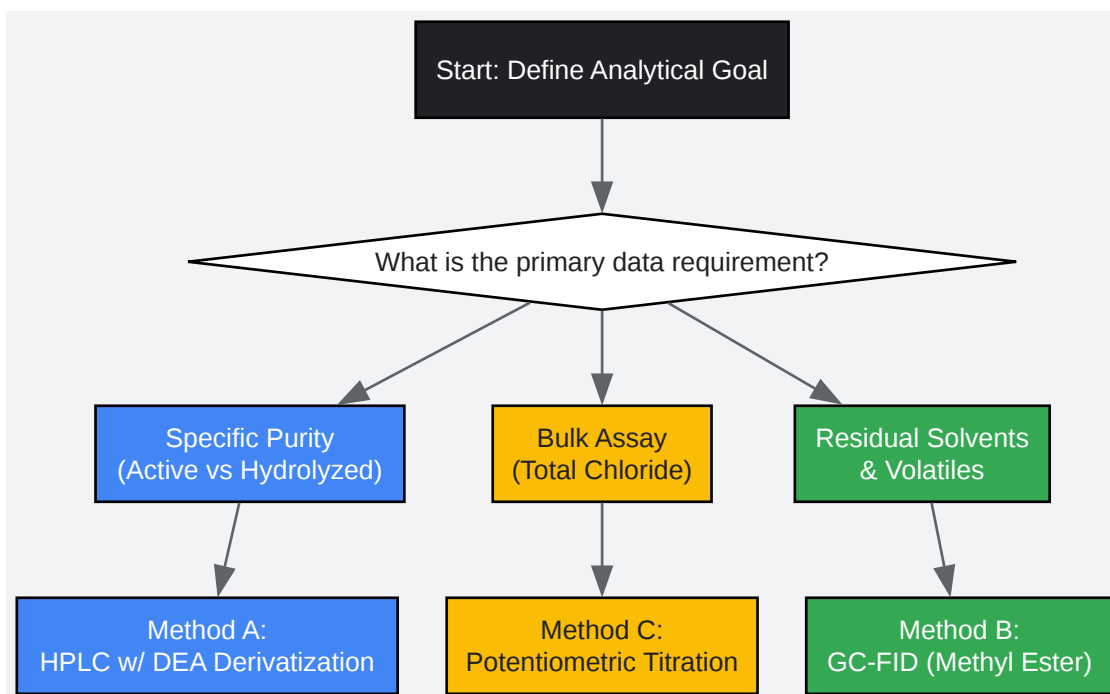 Start: Define Analytical Goal
What is the primary data requirement?
Specific Purity
(Active vs Hydrolyzed)
Bulk Assay
(Total Chloride)
Residual Solvents
& Volatiles
Method A:
HPLC w/ DEA Derivatization
Method C:
Potentiometric Titration
Method B:
GC-FID (Methyl Ester)